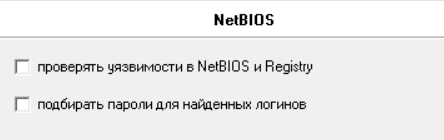 NetBIOS
проверять уязвимости в NetBIOS и Registry
подбирать пароли для найденных логинов